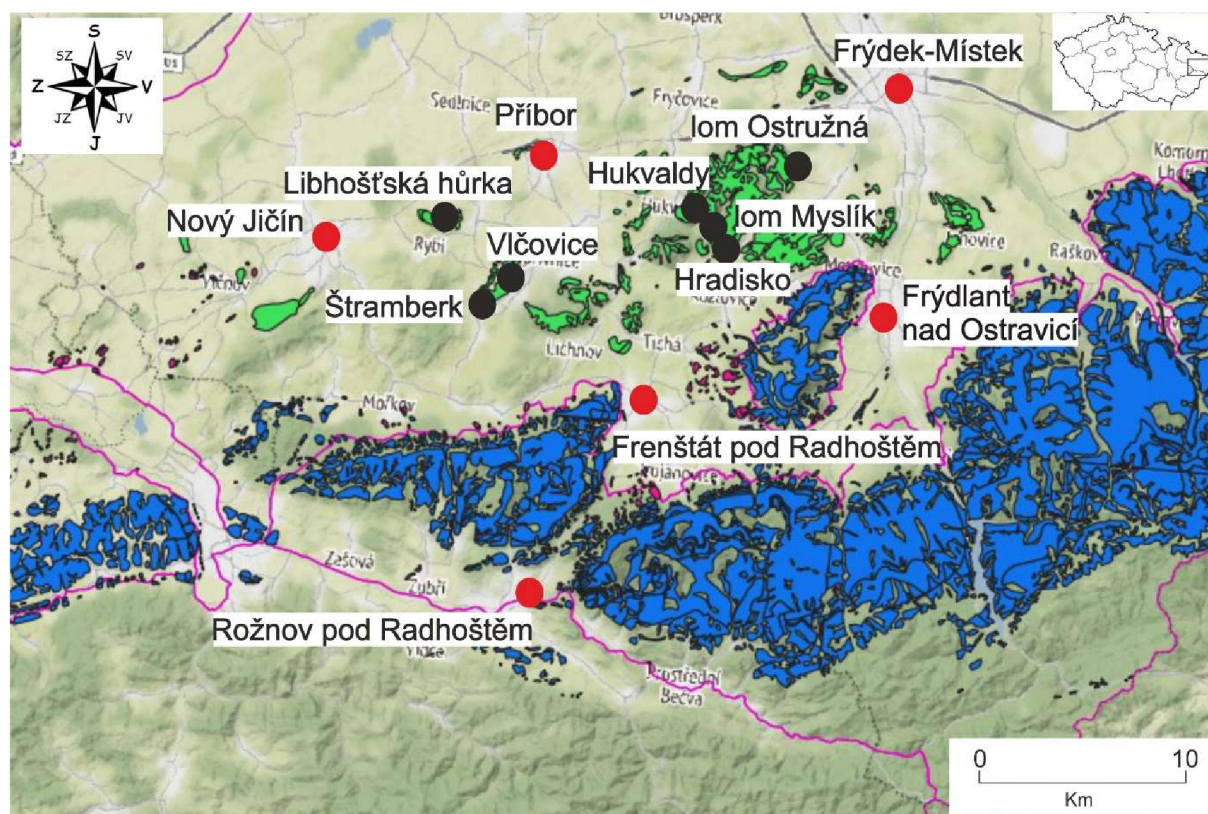 S
SZ
SV
Z
V
JZ
JV
J
Frýdek-Místek
Sedlnice
Fryčovice
Příbor
lom Ostružná
Libhošťská hůrka
Hukvaldy
Nový Jičín
Rybí
Vlčovice
lom Myslík
Raškov
Hradisko
Štramberk
Frýdlant
nad Ostravicí
Lichnov
Tichá
Mořkov
Frenštát pod Radhoštěm
Zašová
Zubří
Rožnov pod Radhoštěm
Prostřední
Bečva
0
10
Km